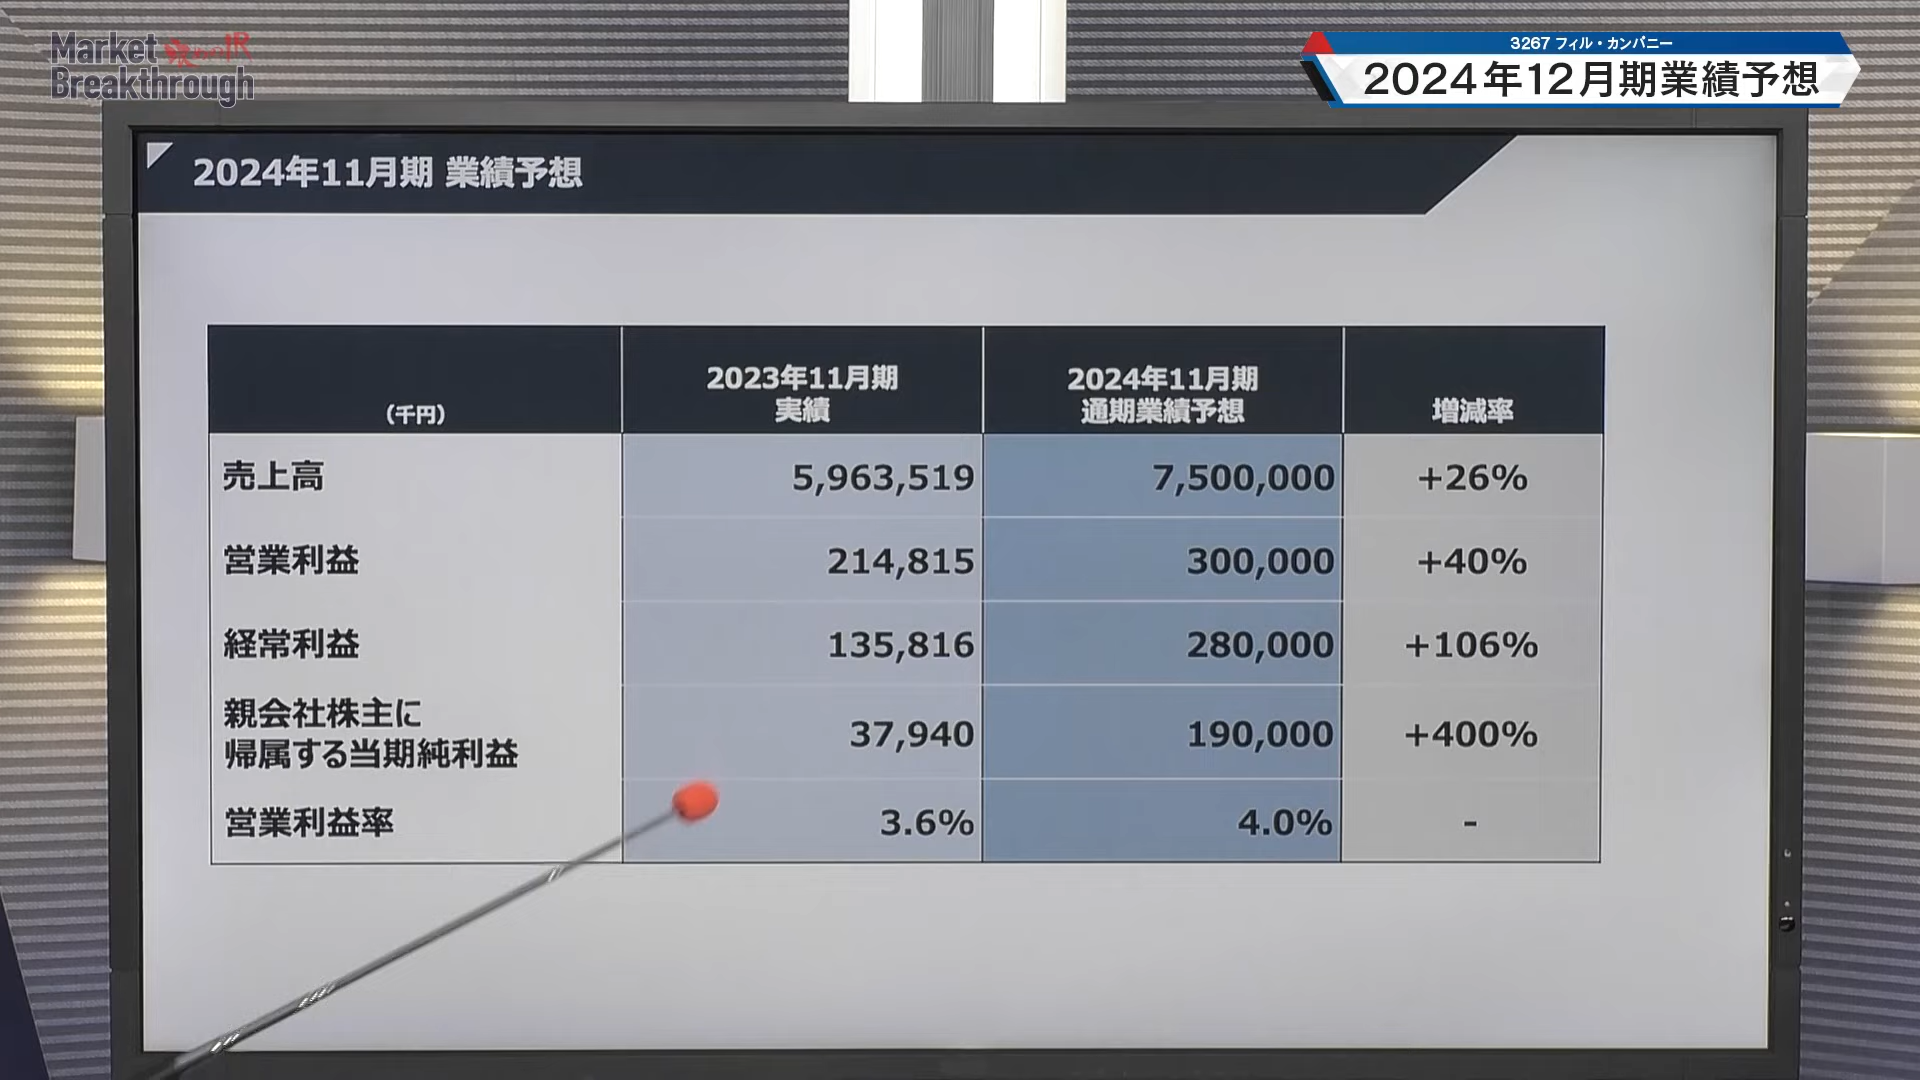 Market
Breakthrough
3267 フィル・カンパニー
2024年12月期業績予想
2024年11月期 業績予想
(千円)
2023年11月期
実績
2024年11月期
通期業績予想
増減率
売上高 5,963,519 7,500,000 +26%
営業利益 214,815 300,000 +40%
経常利益 135,816 280,000 +106%
親会社株主に
帰属する当期純利益 37,940 190,000 +400%
営業利益率 3.6% 4.0% -